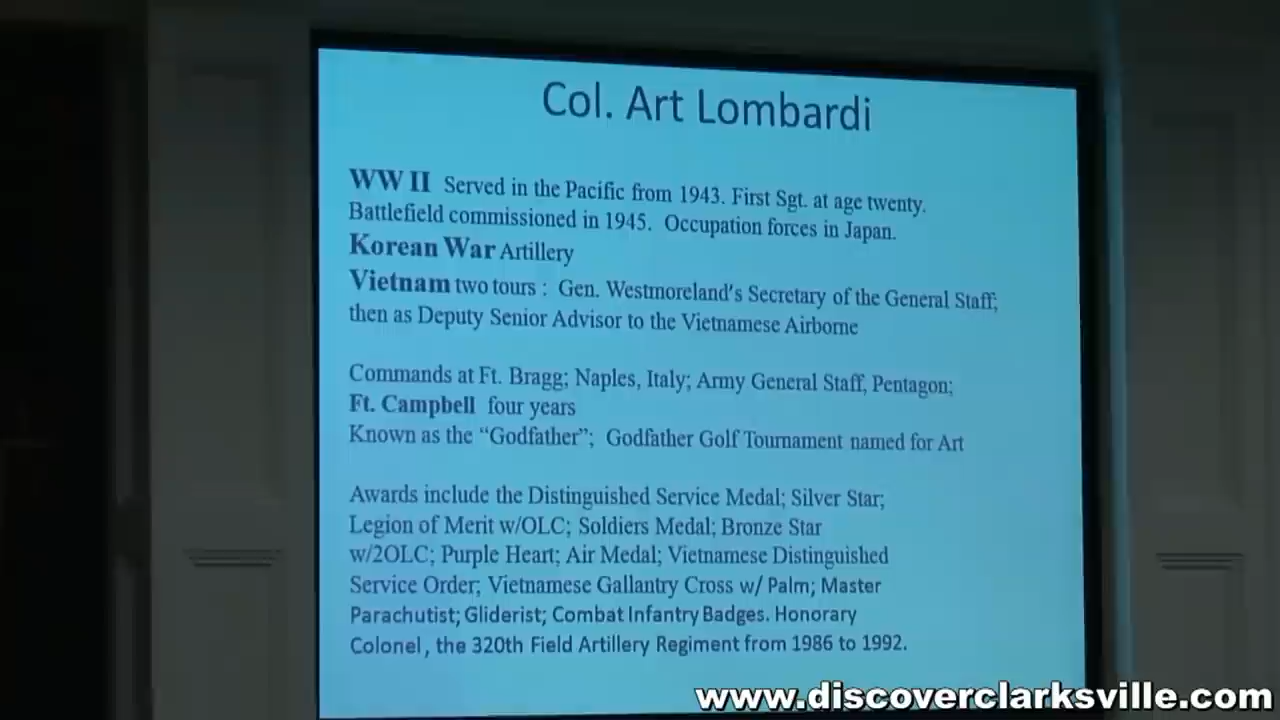 Col. Art Lombardi
WW II Served in the Pacific from 1943. First Sgt. at age twenty.
Battlefield commissioned in 1945. Occupation forces in Japan.
Korean War Artillery
Vietnam two tours : Gen. Westmoreland's Secretary of the General Staff;
then as Deputy Senior Advisor to the Vietnamese Airborne
Commands at Ft. Bragg; Naples, Italy; Army General Staff, Pentagon;
Ft. Campbell four years
Known as the “Godfather”; Godfather Golf Tournament named for Art
Awards include the Distinguished Service Medal; Silver Star;
Legion of Merit w/OLC; Soldiers Medal; Bronze Star
w/2OLC; Purple Heart; Air Medal; Vietnamese Distinguished
Service Order; Vietnamese Gallantry Cross w/ Palm; Master
Parachutist; Gliderist; Combat Infantry Badges. Honorary
Colonel, the 320th Field Artillery Regiment from 1986 to 1992.
www.discoverclarksville.com